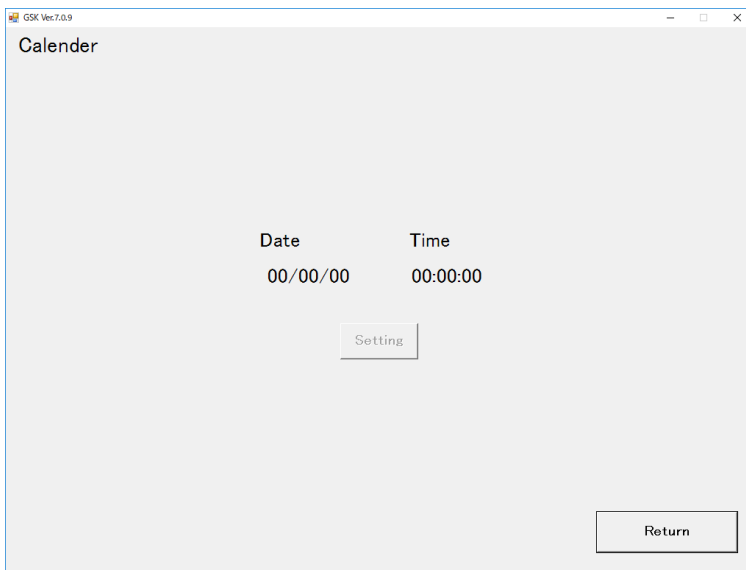 GSK Ver.7.0.9
Calender
Date Time
00/00/00 00:00:00
Setting
Return